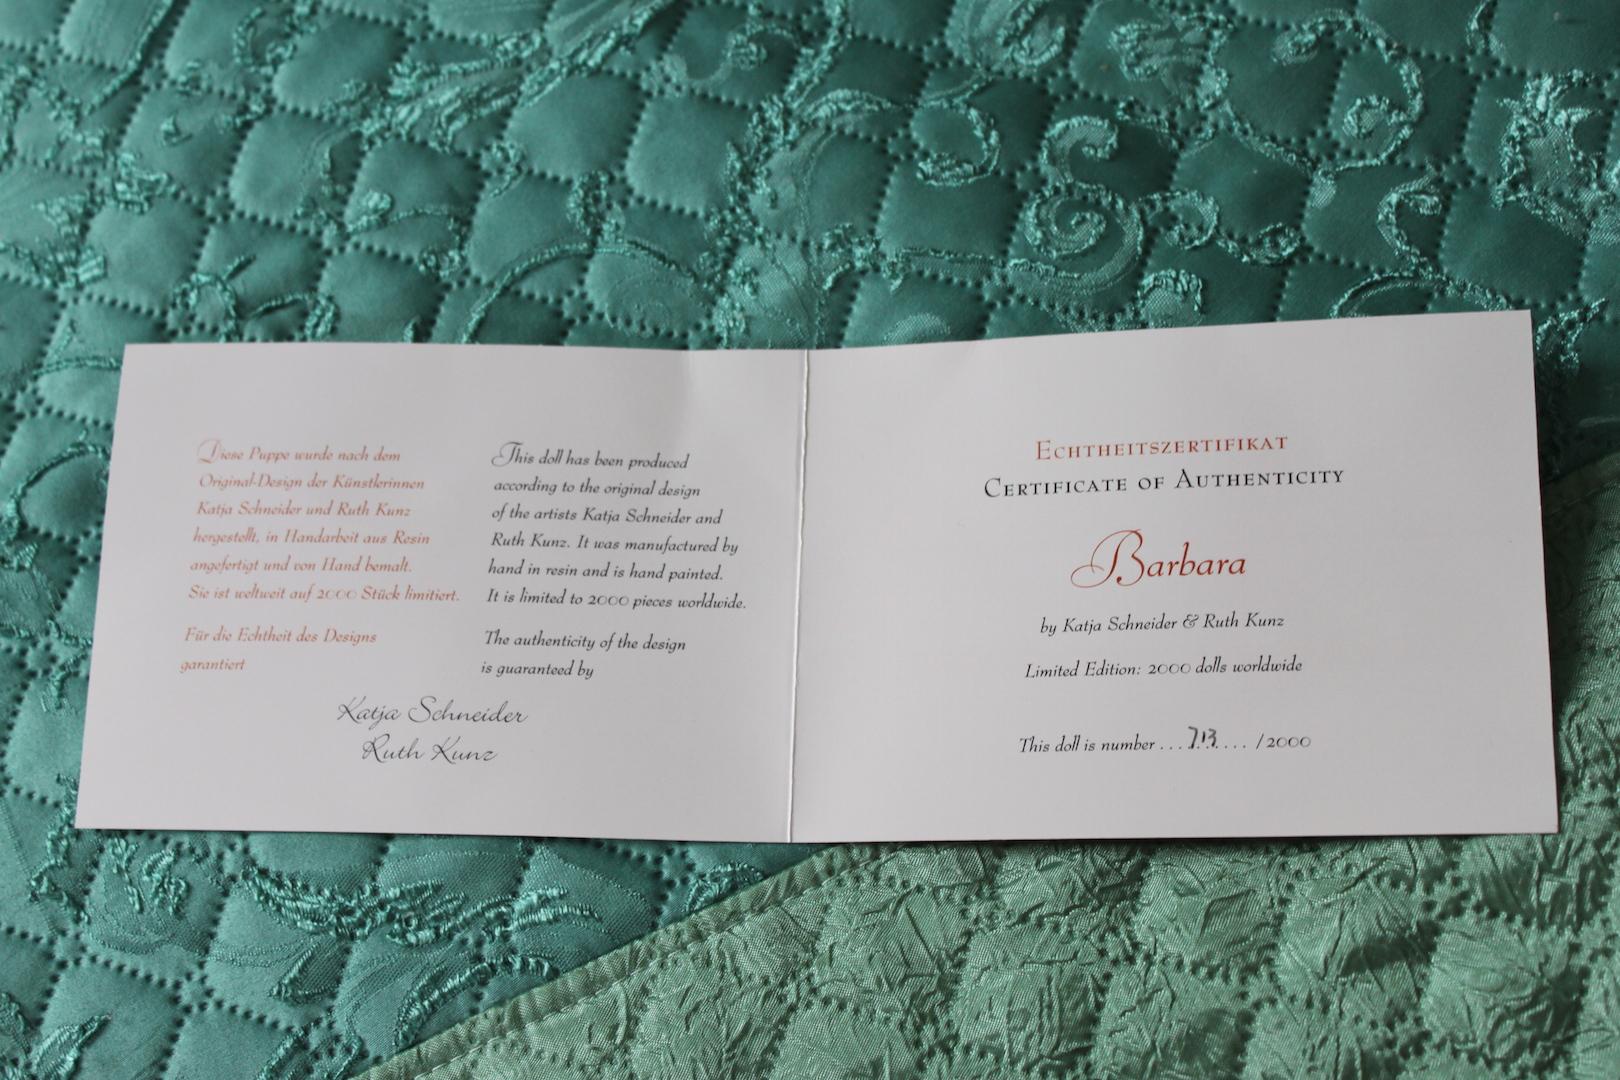 Diese Puppe wurde nach dem
Original-Design der Künstlerinnen
Katja Schneider und Ruth Kunz
hergestellt, in Handarbeit aus Resin
angefertigt und von Hand bemalt.
Sie ist weltweit auf 2000 Stück limitiert.
Für die Echtheit des Designs
garantiert
This doll has been produced
according to the original design
of the artists Katja Schneider and
Ruth Kunz. It was manufactured by
hand in resin and is hand painted.
It is limited to 2000 pieces worldwide.
The authenticity of the design
is guaranteed by
Katja Schneider
Ruth Kunz
Echtheitszertifikat
Certificate of Authenticity
Barbara
by Katja Schneider & Ruth Kunz
Limited Edition: 2000 dolls worldwide
This doll is number ...713.... /2000